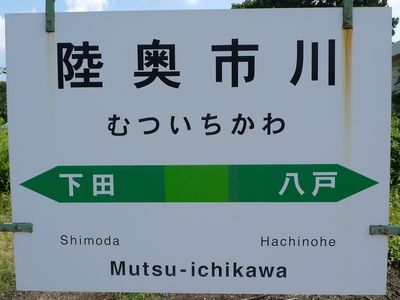 陸奥市川
むついちかわ
下田 八戸
Shimoda Hachinohe
Mutsu-ichikawa